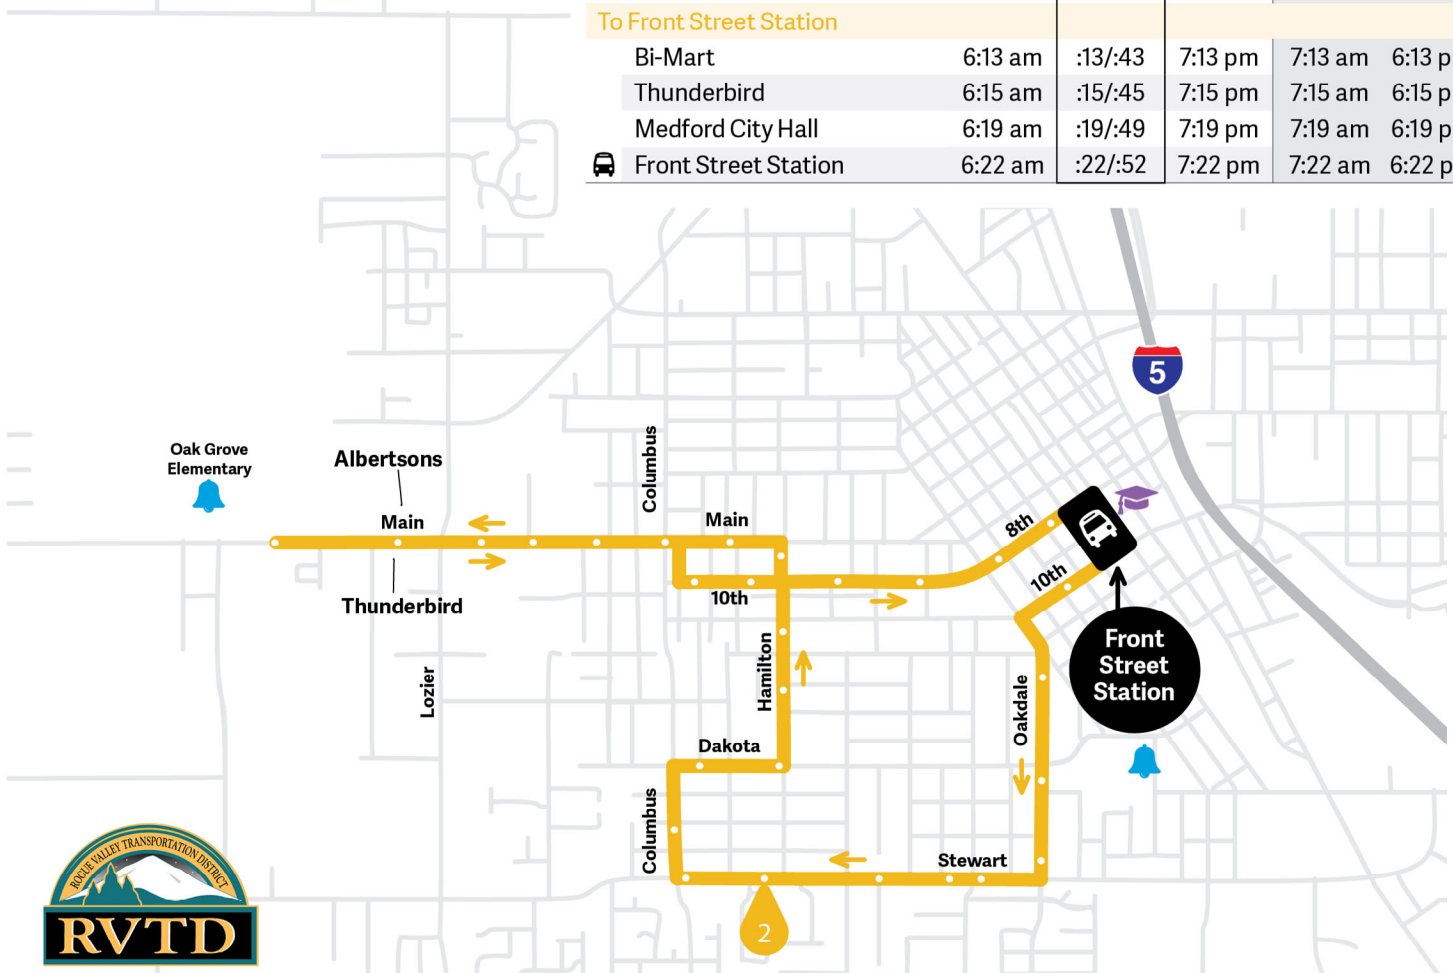 To Front Street Station
Bi-Mart 6:13 am :13/:43 7:13 pm 7:13 am 6:13 p
Thunderbird 6:15 am :15/:45 7:15 pm 7:15 am 6:15 p
Medford City Hall 6:19 am :19/:49 7:19 pm 7:19 am 6:19 p
Front Street Station 6:22 am :22/:52 7:22 pm 7:22 am 6:22 p
5
Oak Grove
Elementary
Albertsons
Columbus
Main
Main
8th
10th
10th
Thunderbird
Front
Street
Station
Hamilton
Lozier
Oakdale
Dakota
Columbus
Stewart
2
ROGUE VALLEY TRANSPORTATION DISTRICT
RVTD